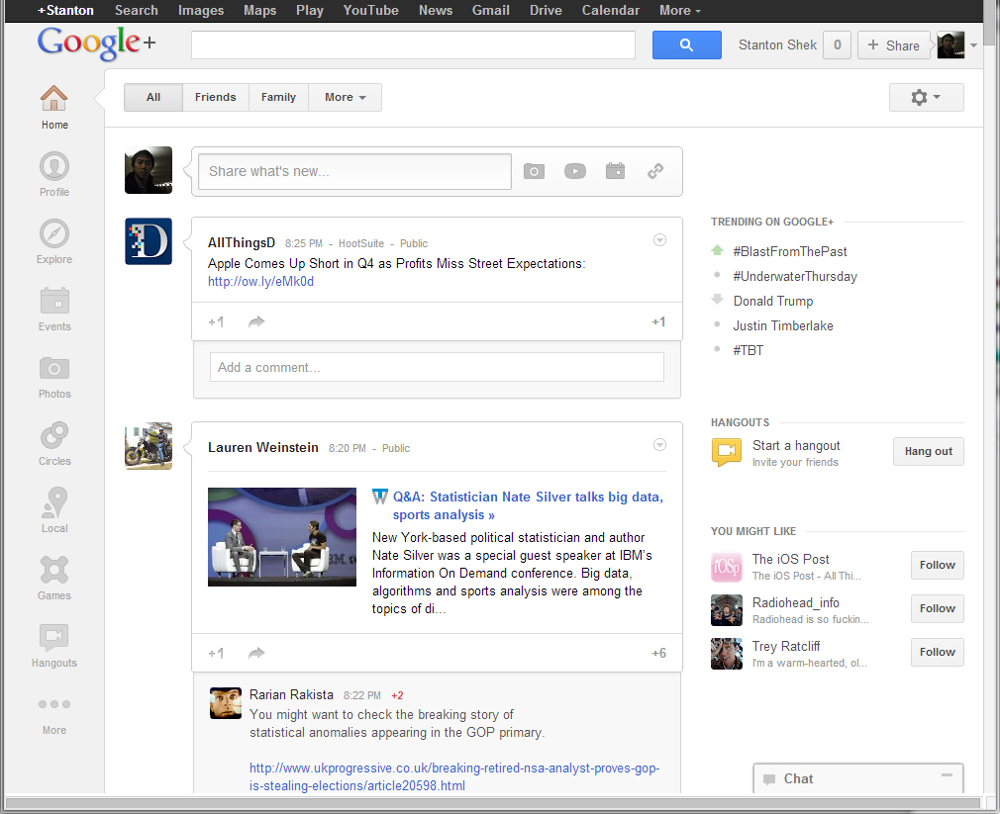 +Stanton Search Images Maps Play YouTube News Gmail Drive Calendar More
Google+
Stanton Shek 0 + Share
Home
Profile
Explore
Events
Photos
Circles
Local
Games
Hangouts
More
All Friends Family More
Share what's new...
AllThingsD 8:25 PM - HootSuite - Public
Apple Comes Up Short in Q4 as Profits Miss Street Expectations:
http://ow.ly/eMk0d
+1 +1
Add a comment...
Lauren Weinstein 8:20 PM - Public
Q&A: Statistician Nate Silver talks big data,
sports analysis »
New York-based political statistician and author
Nate Silver was a special guest speaker at IBM's
Information On Demand conference. Big data,
algorithms and sports analysis were among the
topics of di...
+1 +6
Rarian Rakista 8:22 PM +2
You might want to check the breaking story of
statistical anomalies appearing in the GOP primary.
http://www.ukprogressive.co.uk/breaking-retired-nsa-analyst-proves-gop-
is-stealing-elections/article20598.html
TRENDING ON GOOGLE+
#BlastFromThePast
#UnderwaterThursday
Donald Trump
Justin Timberlake
#TBT
HANGOUTS
Start a hangout
Invite your friends
Hang out
YOU MIGHT LIKE
iOSp
The iOS Post
The iOS Post - All Thi...
Follow
Radiohead_info
Radiohead is so fuckin...
Follow
Trey Ratcliff
I'm a warm-hearted, ol...
Follow
Chat